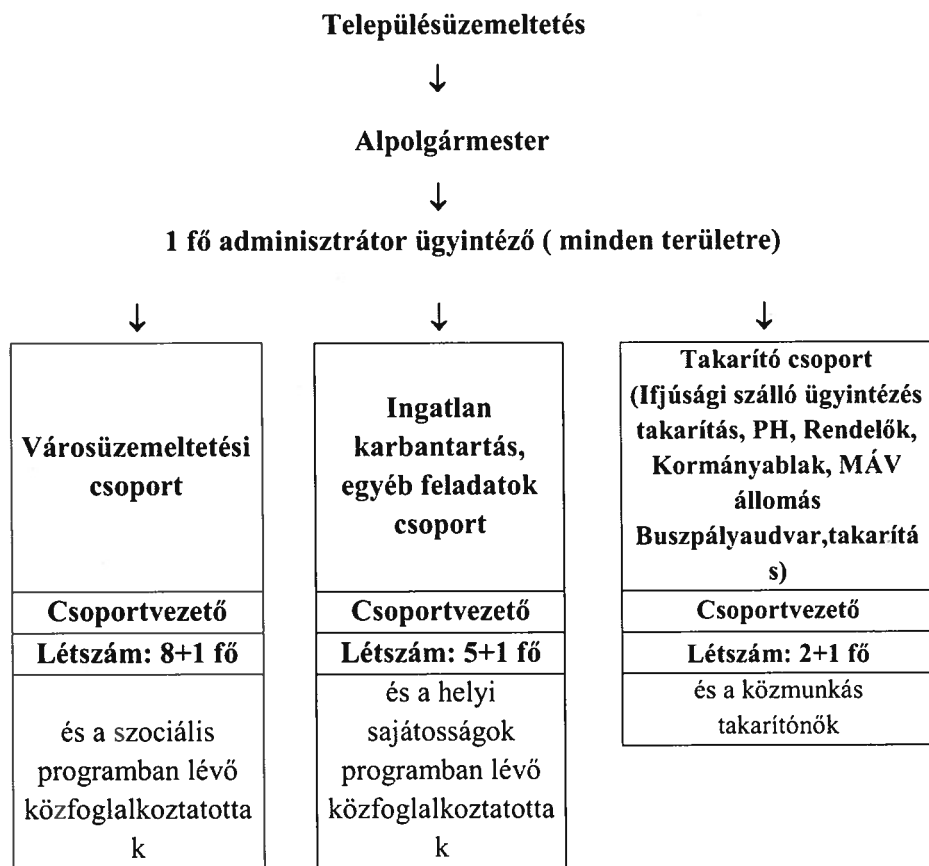 Településüzemeltetés
↓
Alpolgármester
↓
1 fő adminisztrátor ügyintéző ( minden területre)
↓ ↓ ↓
Városüzemeltetési
csoport
Csoportvezető
Létszám: 8+1 fő
és a szociális
programban lévő
közfoglalkoztatotta
k
Ingatlan
karbantartás,
egyéb feladatok
csoport
Csoportvezető
Létszám: 5+1 fő
és a helyi
sajátosságok
programban lévő
közfoglalkoztatotta
k
Takarító csoport
(Ifjúsági szálló ügyintézés
takarítás, PH, Rendelők,
Kormányablak, MÁV
állomás
Buszpályaudvar,takarítá
s)
Csoportvezető
Létszám: 2+1 fő
és a közmunkás
takarítónők